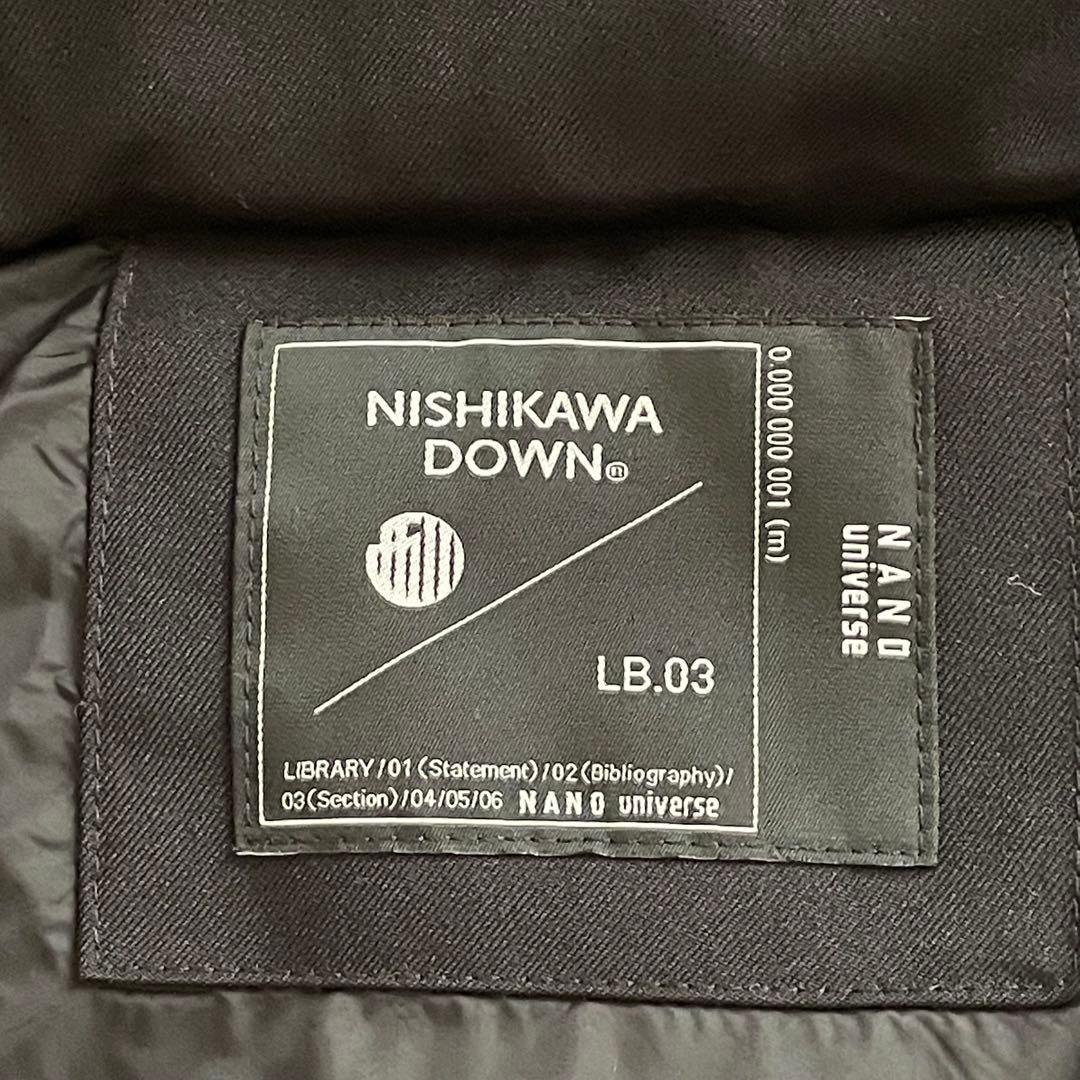 NISHIKAWA
DOWN®
LB.03
LIBRARY/01(Statement)/02(Bibliography)/
03(Section)/04/05/06 NANO universe
0.000 000 001 (m)
NANO
universe